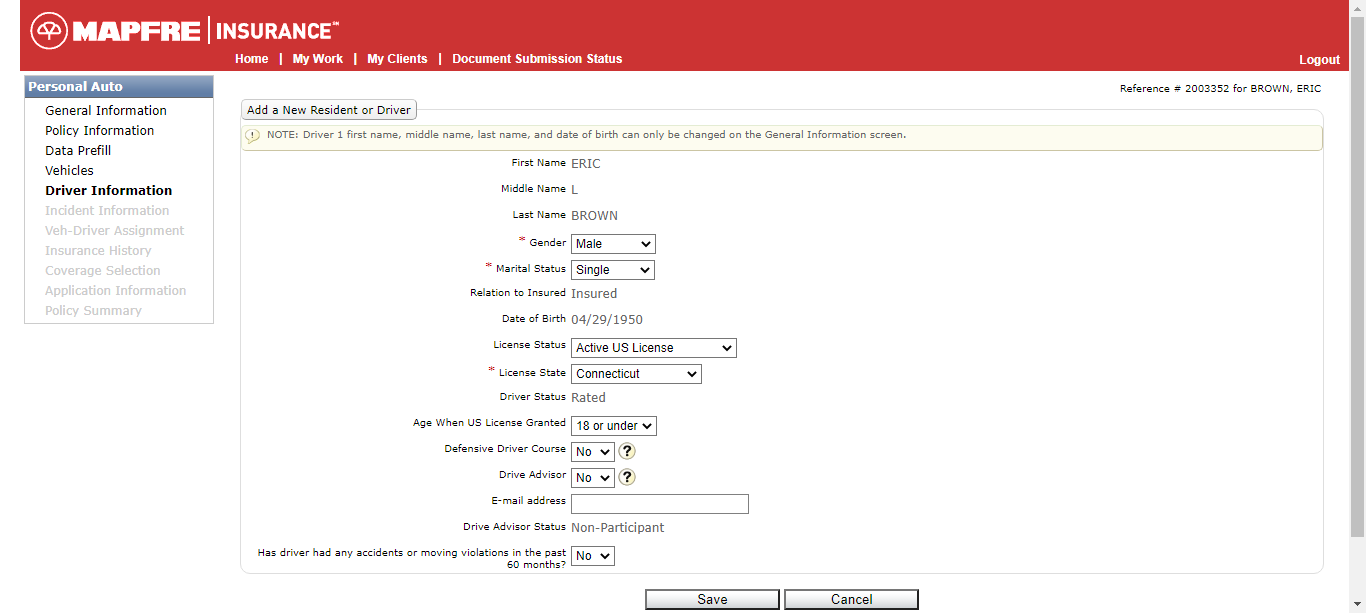 MAPFRE | INSURANCE℠
Home | My Work | My Clients | Document Submission Status
Logout
Personal Auto
General Information
Policy Information
Data Prefill
Vehicles
Driver Information
Incident Information
Veh-Driver Assignment
Insurance History
Coverage Selection
Application Information
Policy Summary
Reference # 2003352 for BROWN, ERIC
Add a New Resident or Driver
NOTE: Driver 1 first name, middle name, last name, and date of birth can only be changed on the General Information screen.
First Name ERIC
Middle Name L
Last Name BROWN
* Gender Male
* Marital Status Single
Relation to Insured Insured
Date of Birth 04/29/1950
License Status Active US License
* License State Connecticut
Driver Status Rated
Age When US License Granted 18 or under
Defensive Driver Course No ?
Drive Advisor No ?
E-mail address
Drive Advisor Status Non-Participant
Has driver had any accidents or moving violations in the past
60 months? No
Save Cancel